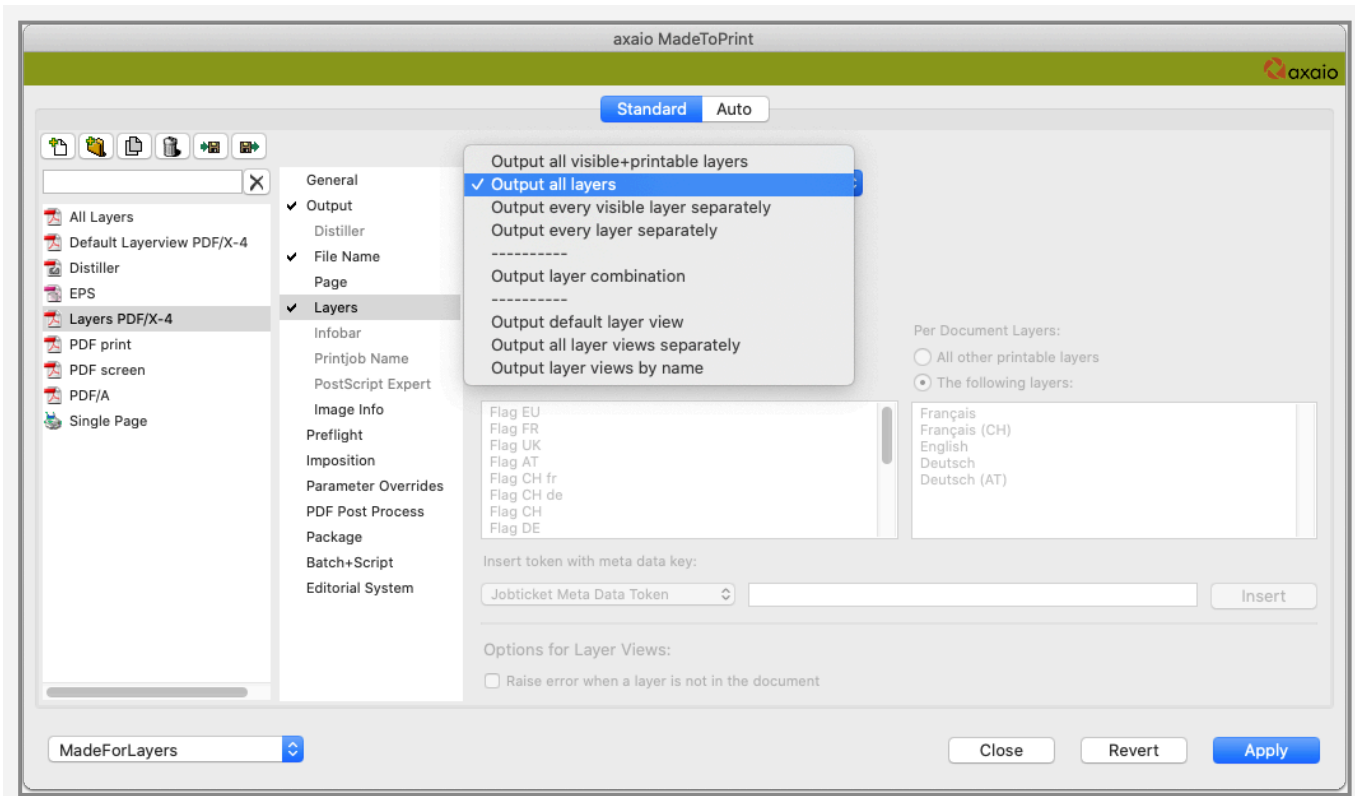 axaio MadeToPrint
axaio
Standard Auto
All Layers
Default Layerview PDF/X-4
Distiller
EPS
Layers PDF/X-4
PDF print
PDF screen
PDF/A
Single Page
General
Output
Distiller
File Name
Page
Layers
Infobar
Printjob Name
PostScript Expert
Image Info
Preflight
Imposition
Parameter Overrides
PDF Post Process
Package
Batch+Script
Editorial System
Output all visible+printable layers
✓ Output all layers
Output every visible layer separately
Output every layer separately
----------
Output layer combination
----------
Output default layer view
Output all layer views separately
Output layer views by name
Per Document Layers:
All other printable layers
The following layers:
Flag EU
Flag FR
Flag UK
Flag AT
Flag CH fr
Flag CH de
Flag CH
Flag DE
Français
Français (CH)
English
Deutsch
Deutsch (AT)
Insert token with meta data key:
Jobticket Meta Data Token
Insert
Options for Layer Views:
Raise error when a layer is not in the document
MadeForLayers
Close Revert Apply